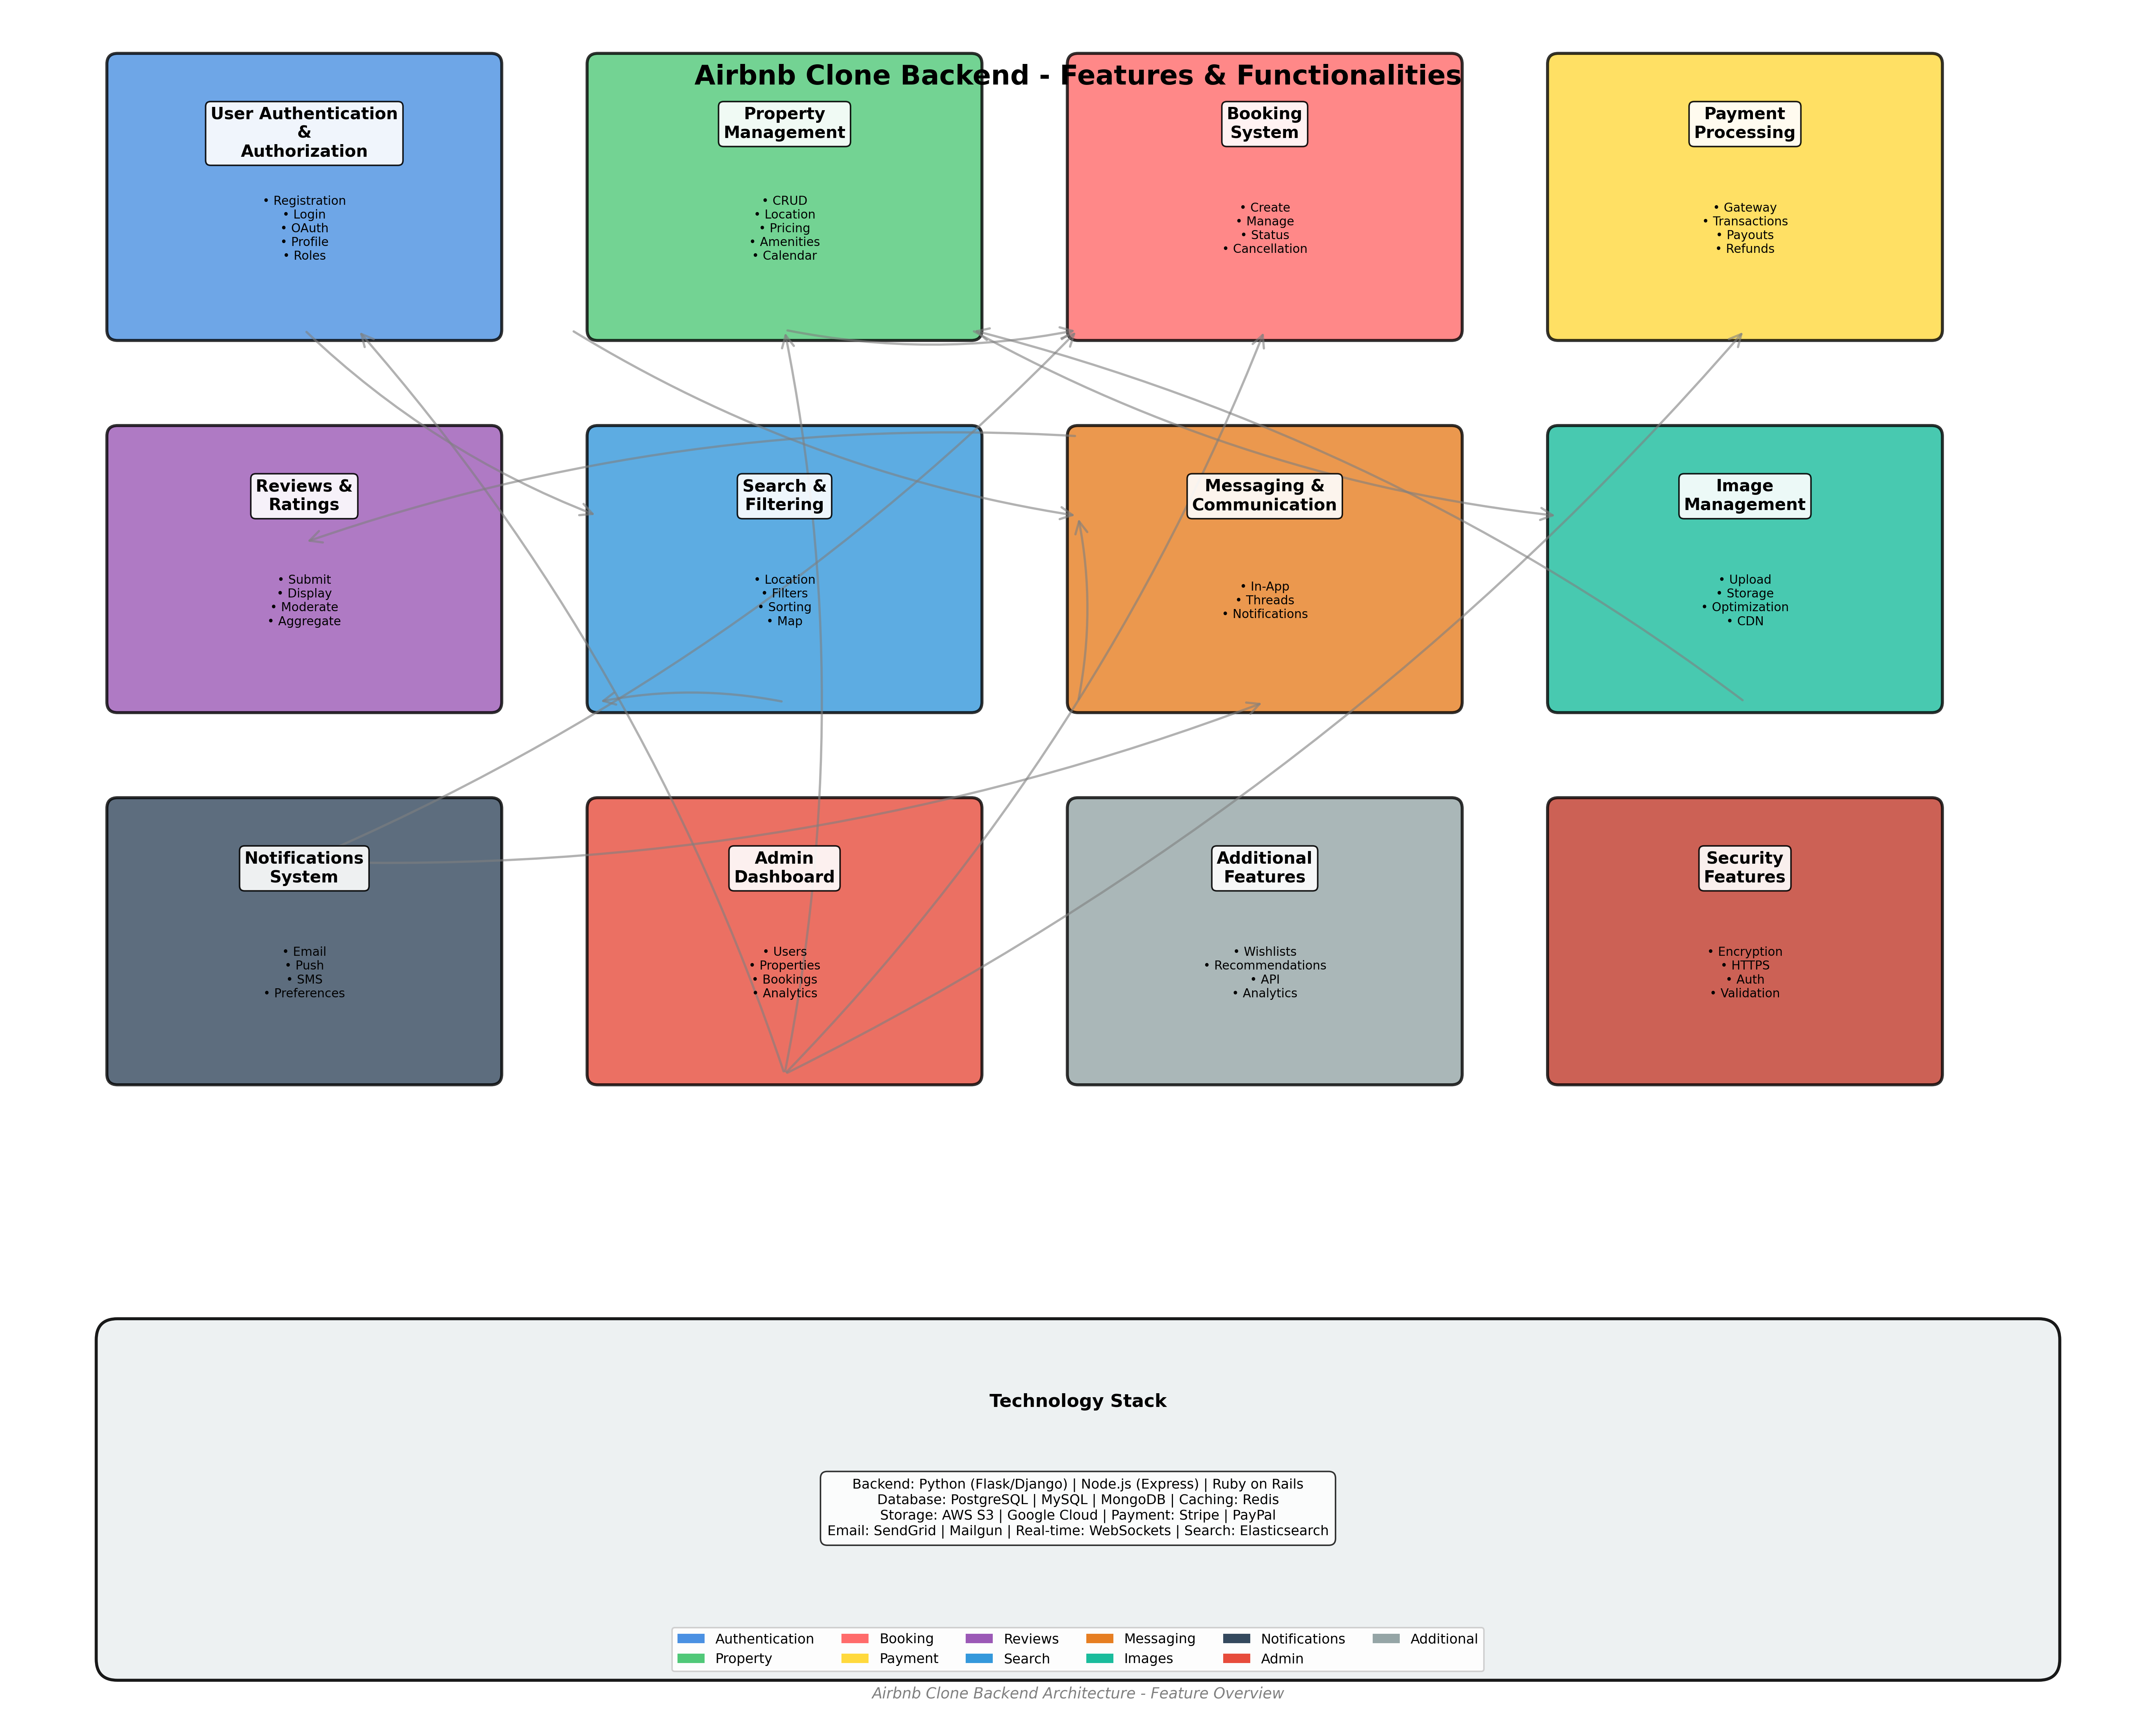 Airbnb Clone Backend - Features & Functionalities
User Authentication
&
Authorization
• Registration
• Login
• OAuth
• Profile
• Roles
Property
Management
• CRUD
• Location
• Pricing
• Amenities
• Calendar
Booking
System
• Create
• Manage
• Status
• Cancellation
Payment
Processing
• Gateway
• Transactions
• Payouts
• Refunds
Reviews &
Ratings
• Submit
• Display
• Moderate
• Aggregate
Search &
Filtering
• Location
• Filters
• Sorting
• Map
Messaging &
Communication
• In-App
• Threads
• Notifications
Image
Management
• Upload
• Storage
• Optimization
• CDN
Notifications
System
• Email
• Push
• SMS
• Preferences
Admin
Dashboard
• Users
• Properties
• Bookings
• Analytics
Additional
Features
• Wishlists
• Recommendations
• API
• Analytics
Security
Features
• Encryption
• HTTPS
• Auth
• Validation
Technology Stack
Backend: Python (Flask/Django) | Node.js (Express) | Ruby on Rails
Database: PostgreSQL | MySQL | MongoDB | Caching: Redis
Storage: AWS S3 | Google Cloud | Payment: Stripe | PayPal
Email: SendGrid | Mailgun | Real-time: WebSockets | Search: Elasticsearch
Authentication
Property
Booking
Payment
Reviews
Search
Messaging
Images
Notifications
Admin
Additional
Airbnb Clone Backend Architecture - Feature Overview